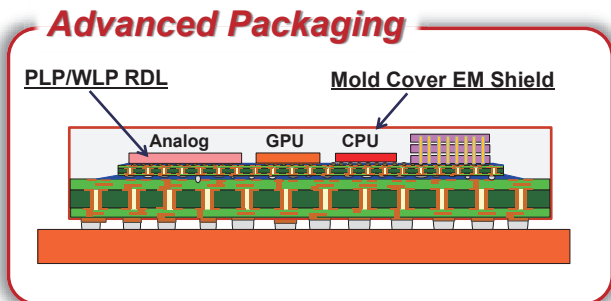 Advanced Packaging
PLP/WLP RDL
Mold Cover EM Shield
Analog
GPU
CPU